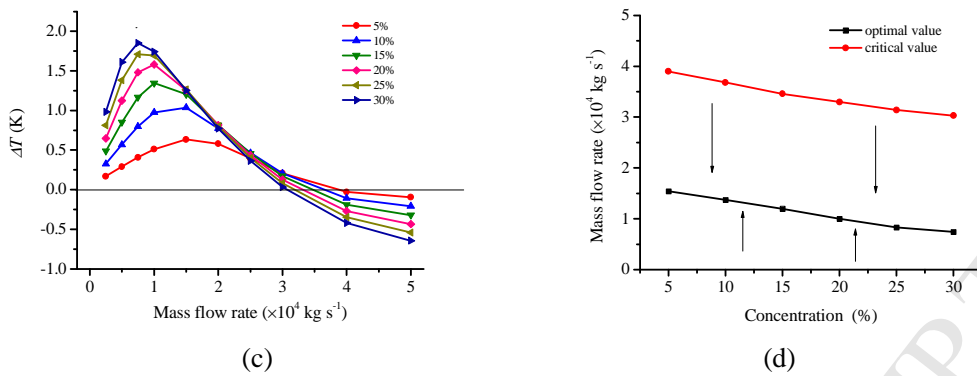 2.0
1.5
1.0
0.5
0.0
-0.5
-1.0
ΔT (K)
0 1 2 3 4 5
Mass flow rate (×10⁴ kg s⁻¹)
5%
10%
15%
20%
25%
30%
(c)
5
4
3
2
1
0
Mass flow rate (×10⁴ kg s⁻¹)
optimal value
critical value
5 10 15 20 25 30
Concentration (%)
(d)